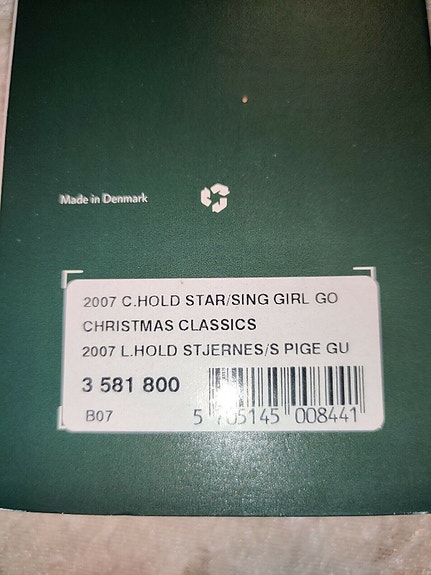 Made in Denmark
2007 C.HOLD STAR/SING GIRL GO
CHRISTMAS CLASSICS
2007 L.HOLD STJERNES/S PIGE GU
3 581 800
B07
5 705145 008441